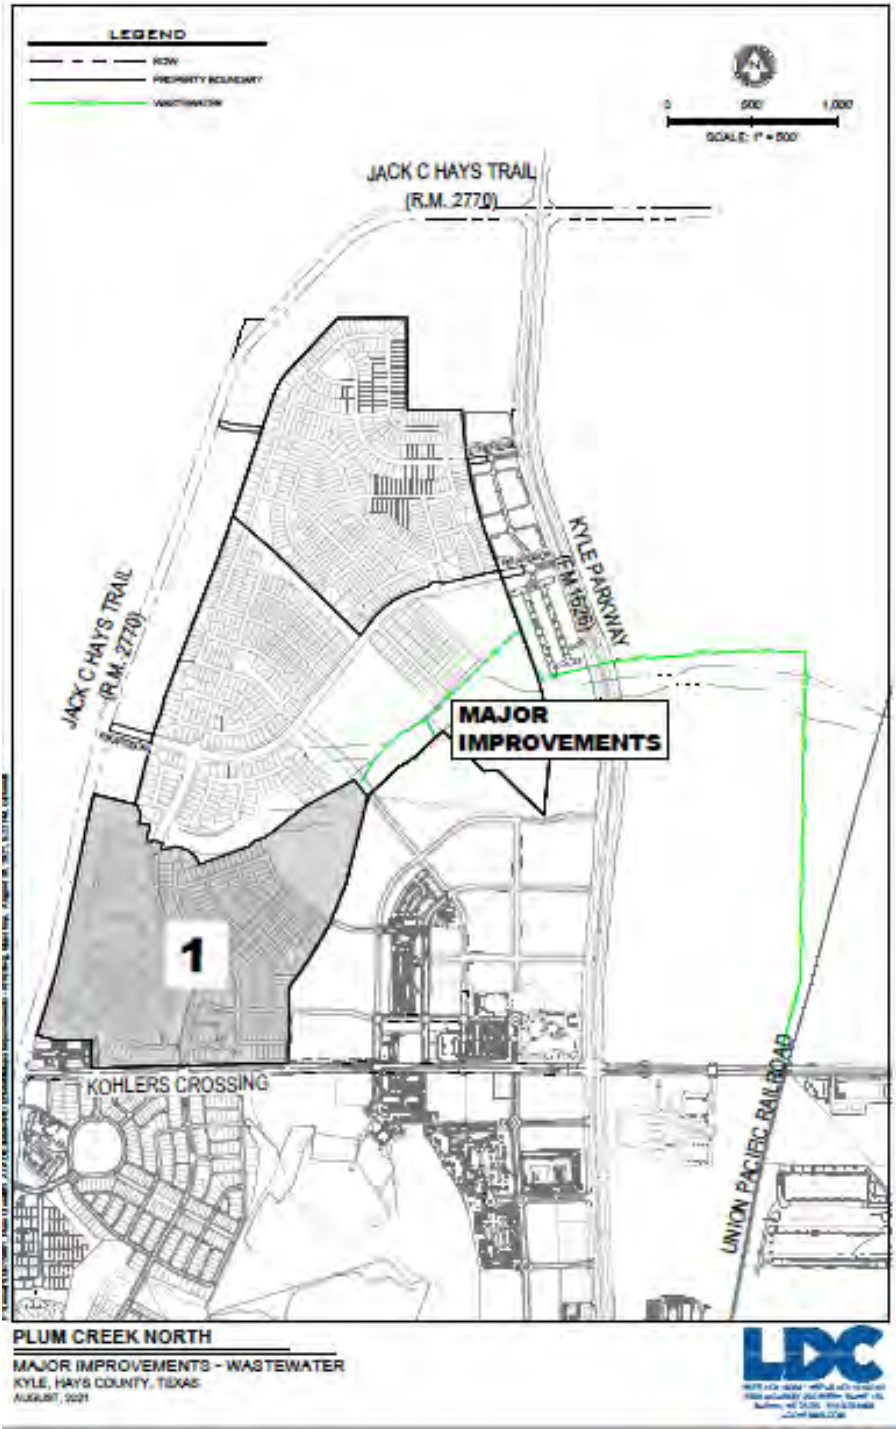 LEGEND
ROW
PROPERTY BOUNDARY
WASTEWATER
N
0 500' 1,000'
SCALE: 1" = 500'
JACK C HAYS TRAIL
(R.M. 2770)
KYLE PARKWAY
(FM 1626)
JACK C HAYS TRAIL
(R.M. 2770)
MAJOR
IMPROVEMENTS
1
KOHLERS CROSSING
UNION PACIFIC RAILROAD
PLUM CREEK NORTH
MAJOR IMPROVEMENTS - WASTEWATER
KYLE, HAYS COUNTY, TEXAS
AUGUST, 2021
LDC